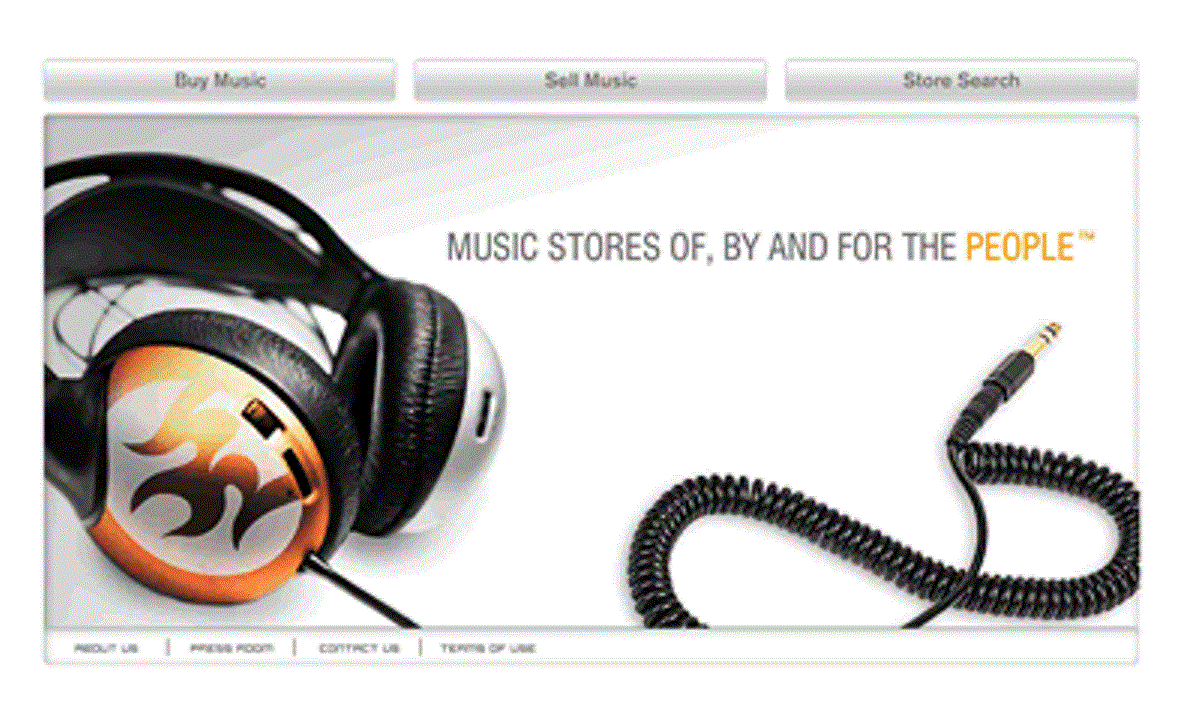 Buy Music Sell Music Store Search
MUSIC STORES OF, BY AND FOR THE PEOPLE™
ABOUT US | PRESS ROOM | CONTACT US | TERMS OF USE